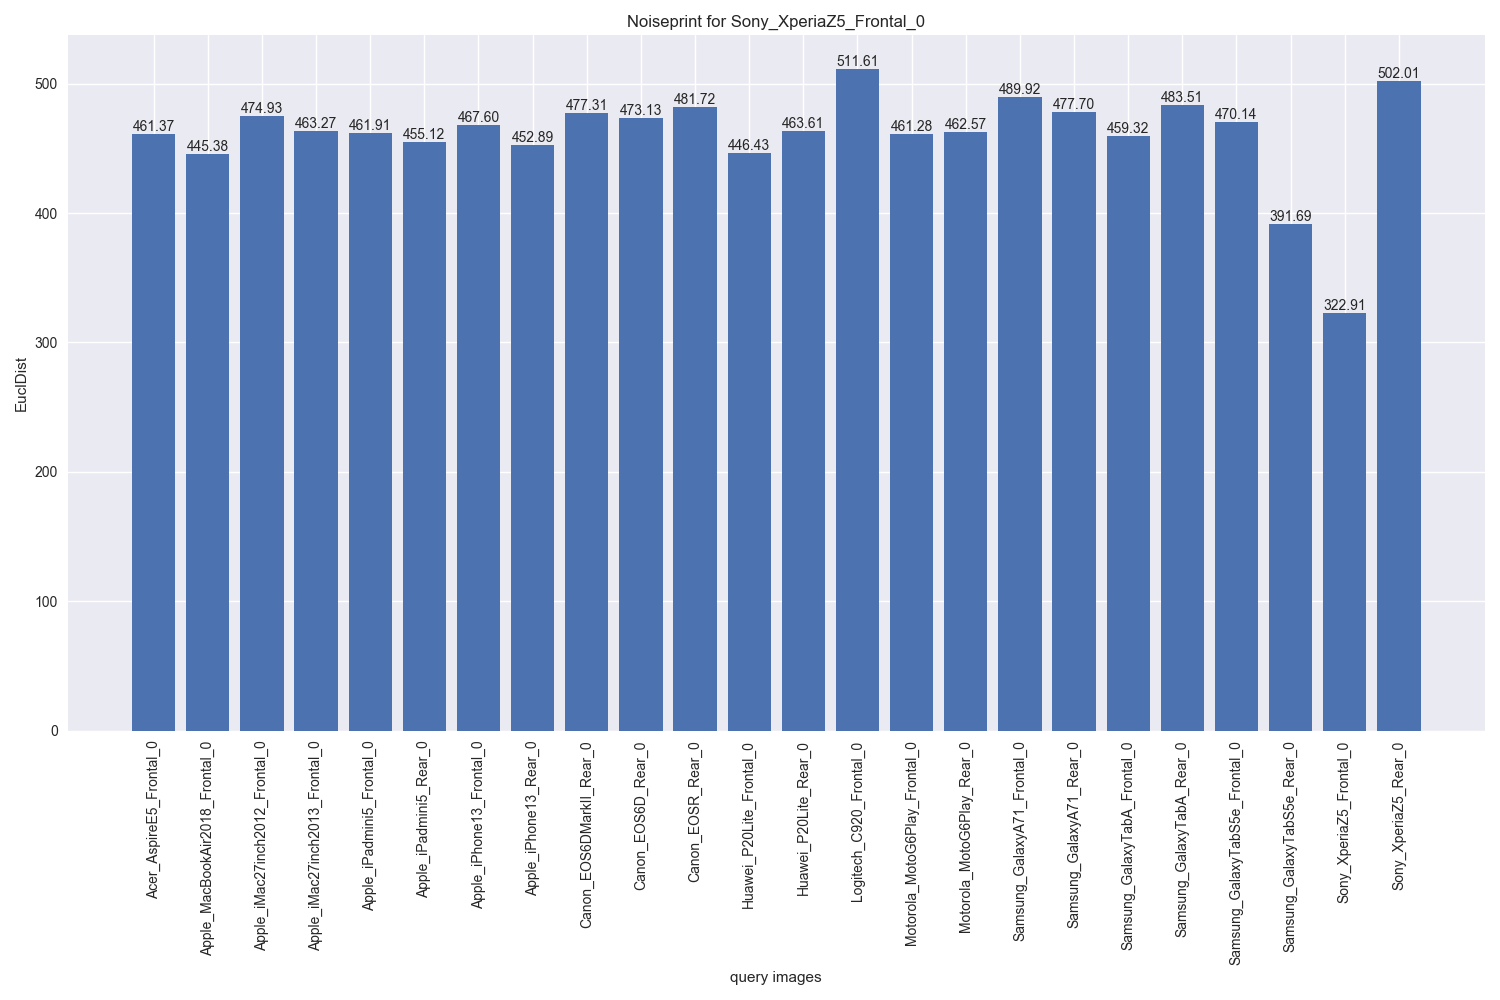 Noiseprint for Sony_XperiaZ5_Frontal_0
EuclDist
500
400
300
200
100
0
461.37
445.38
474.93
463.27
461.91
455.12
467.60
452.89
477.31
473.13
481.72
446.43
463.61
511.61
461.28
462.57
489.92
477.70
459.32
483.51
470.14
391.69
322.91
502.01
Acer_AspireE5_Frontal_0
Apple_MacBookAir2018_Frontal_0
Apple_iMac27inch2012_Frontal_0
Apple_iMac27inch2013_Frontal_0
Apple_iPadmini5_Frontal_0
Apple_iPadmini5_Rear_0
Apple_iPhone13_Frontal_0
Apple_iPhone13_Rear_0
Canon_EOS6DMarkII_Rear_0
Canon_EOS6D_Rear_0
Canon_EOSR_Rear_0
Huawei_P20Lite_Frontal_0
Huawei_P20Lite_Rear_0
Logitech_C920_Frontal_0
Motorola_MotoG6Play_Frontal_0
Motorola_MotoG6Play_Rear_0
Samsung_GalaxyA71_Frontal_0
Samsung_GalaxyA71_Rear_0
Samsung_GalaxyTabA_Frontal_0
Samsung_GalaxyTabA_Rear_0
Samsung_GalaxyTabS5e_Frontal_0
Samsung_GalaxyTabS5e_Rear_0
Sony_XperiaZ5_Frontal_0
Sony_XperiaZ5_Rear_0
query images